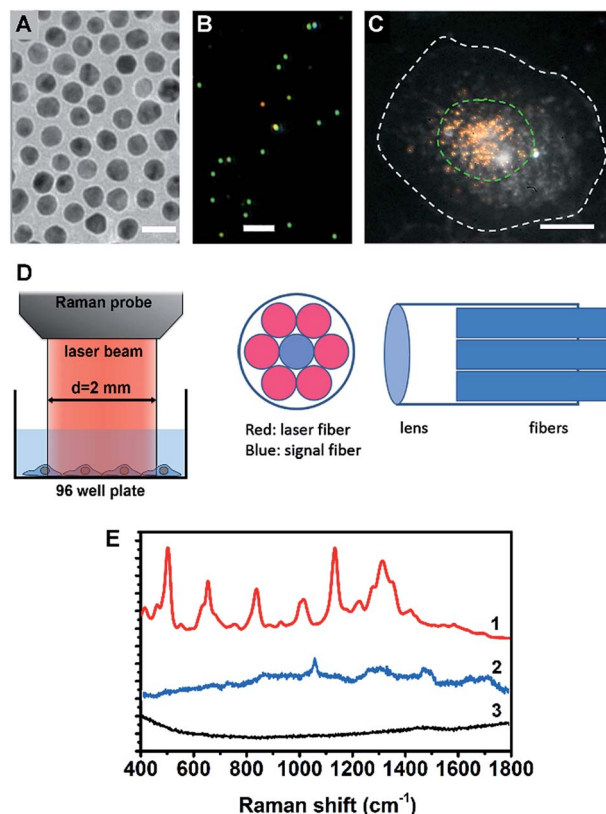 A
B
C
D
Raman probe
laser beam
d=2 mm
96 well plate
Red: laser fiber
Blue: signal fiber
lens
fibers
E
1
2
3
400 600 800 1000 1200 1400 1600 1800
Raman shift (cm⁻¹)